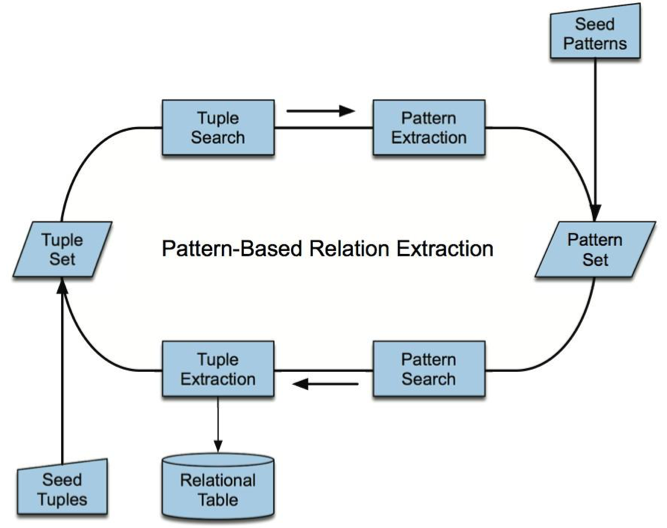 Seed
Patterns
Tuple
Search
Pattern
Extraction
Tuple
Set
Pattern-Based Relation Extraction
Pattern
Set
Tuple
Extraction
Pattern
Search
Seed
Tuples
Relational
Table